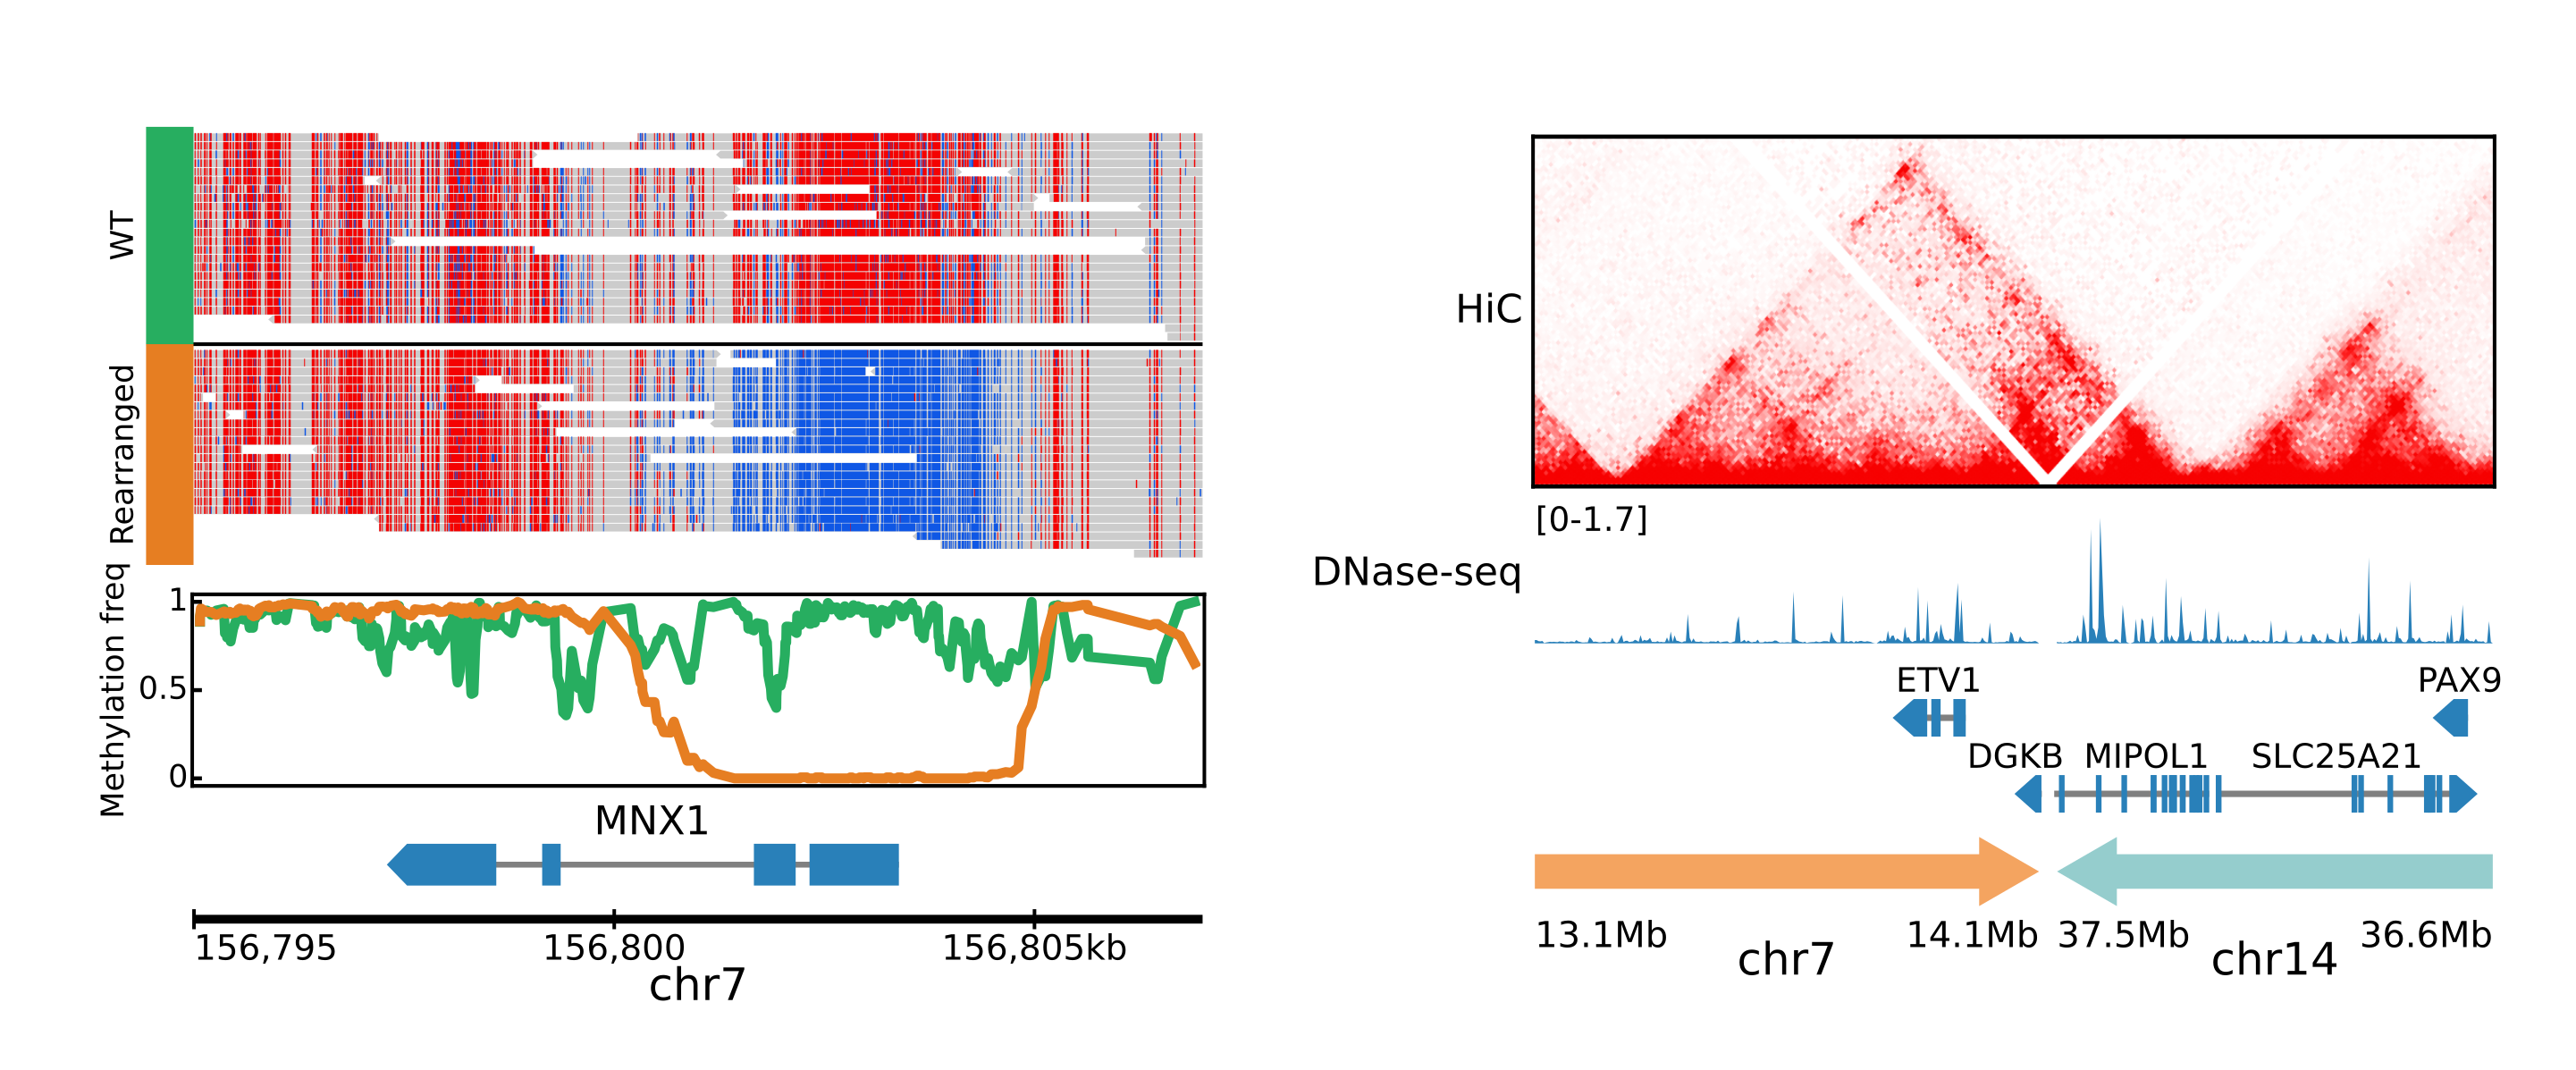 WT
Rearranged
Methylation freq
1
0.5
0
MNX1
156,795
156,800
156,805kb
chr7
HiC
[0-1.7]
DNase-seq
ETV1
PAX9
DGKB
MIPOL1
SLC25A21
13.1Mb
14.1Mb
37.5Mb
36.6Mb
chr7
chr14